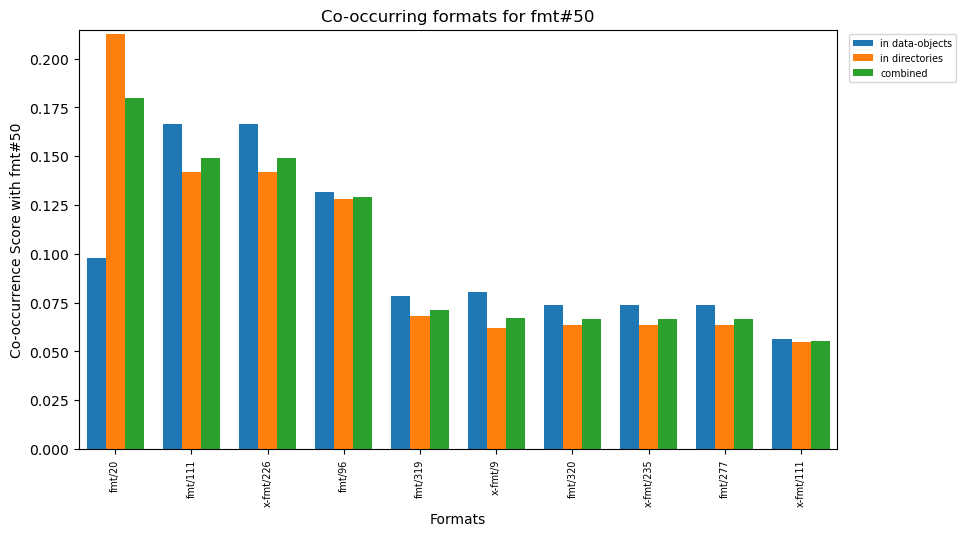 Co-occurring formats for fmt#50
in data-objects
in directories
combined
Co-occurrence Score with fmt#50
0.200
0.175
0.150
0.125
0.100
0.075
0.050
0.025
0.000
fmt/20
fmt/111
x-fmt/226
fmt/96
fmt/319
x-fmt/9
fmt/320
x-fmt/235
fmt/277
x-fmt/111
Formats